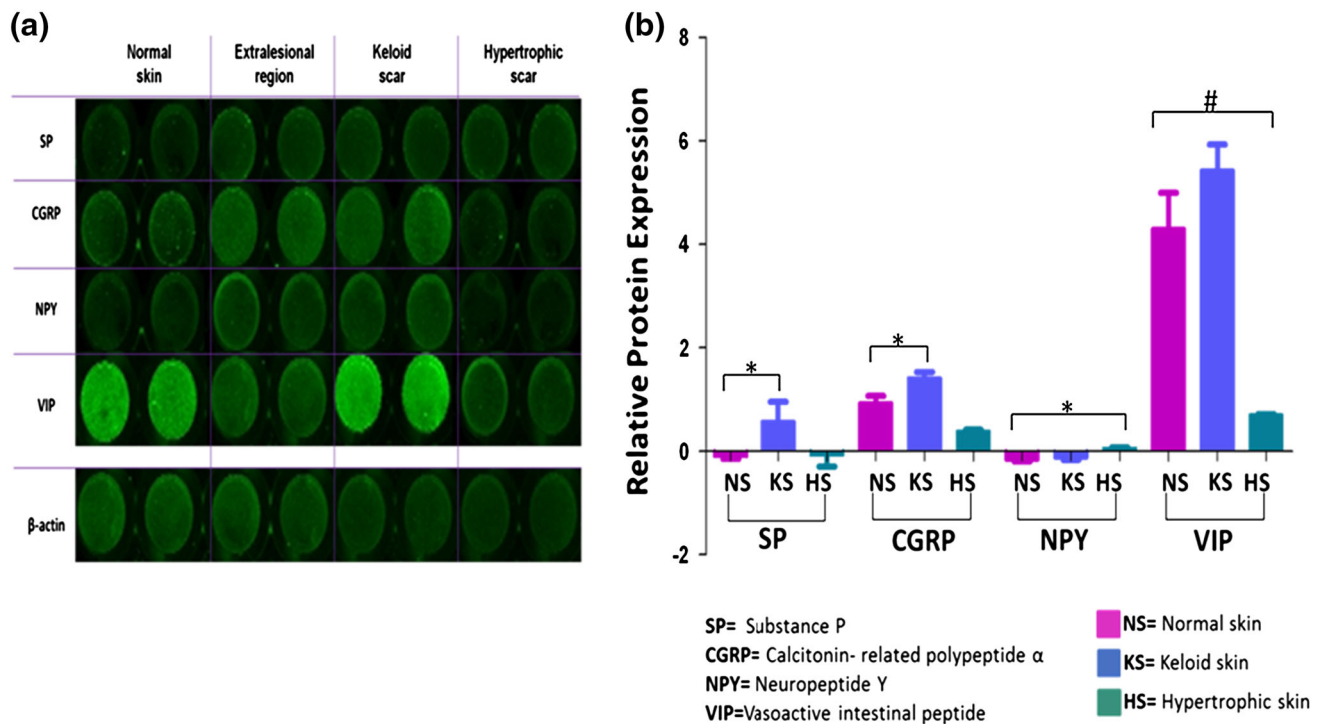 (a)
Normal skin
Extralesional region
Keloid scar
Hypertrophic scar
SP
CGRP
NPY
VIP
β-actin
(b)
Relative Protein Expression
8
6
4
2
0
-2
*
*
*
#
NS KS HS
NS KS HS
NS KS HS
NS KS HS
SP
CGRP
NPY
VIP
SP= Substance P
CGRP= Calcitonin- related polypeptide α
NPY= Neuropeptide Y
VIP=Vasoactive intestinal peptide
NS= Normal skin
KS= Keloid skin
HS= Hypertrophic skin